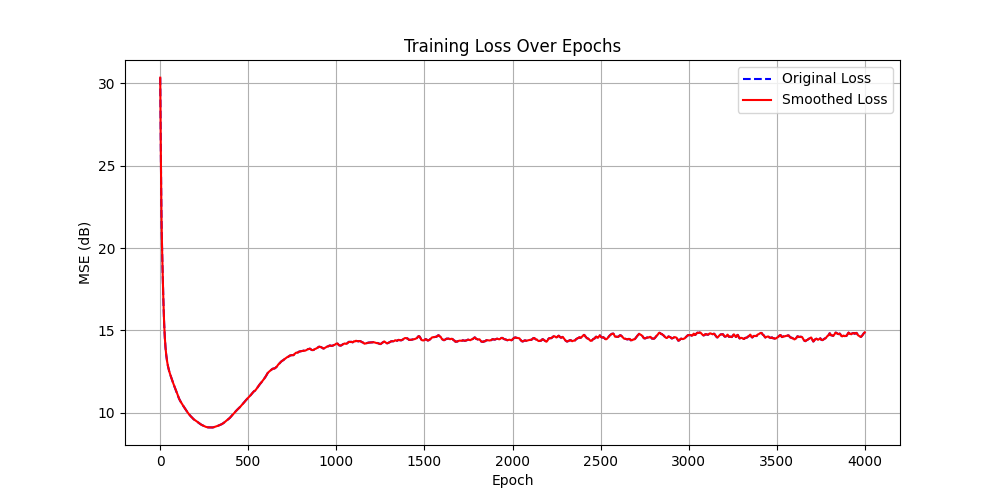 Training Loss Over Epochs
Original Loss
Smoothed Loss
30
25
20
15
10
MSE (dB)
0 500 1000 1500 2000 2500 3000 3500 4000
Epoch